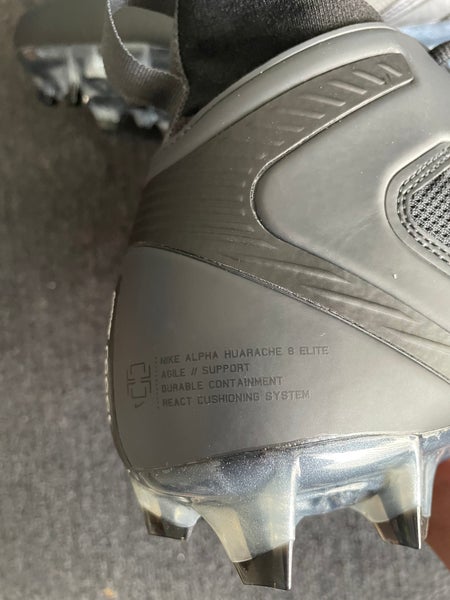 NIKE ALPHA HUARACHE 8 ELITE
AGILE // SUPPORT
DURABLE CONTAINMENT
REACT CUSHIONING SYSTEM